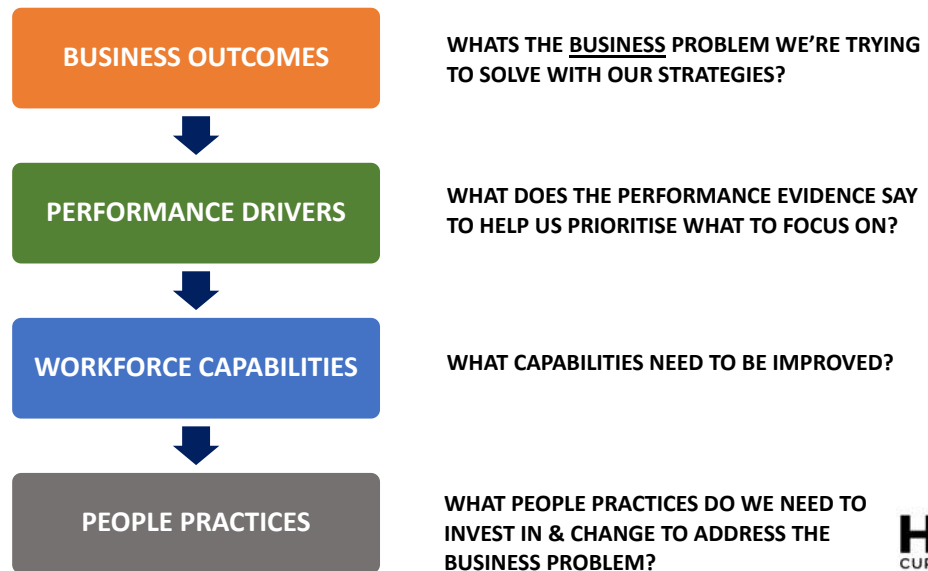 BUSINESS OUTCOMES
WHATS THE BUSINESS PROBLEM WE'RE TRYING
TO SOLVE WITH OUR STRATEGIES?
PERFORMANCE DRIVERS
WHAT DOES THE PERFORMANCE EVIDENCE SAY
TO HELP US PRIORITISE WHAT TO FOCUS ON?
WORKFORCE CAPABILITIES
WHAT CAPABILITIES NEED TO BE IMPROVED?
PEOPLE PRACTICES
WHAT PEOPLE PRACTICES DO WE NEED TO
INVEST IN & CHANGE TO ADDRESS THE
BUSINESS PROBLEM?